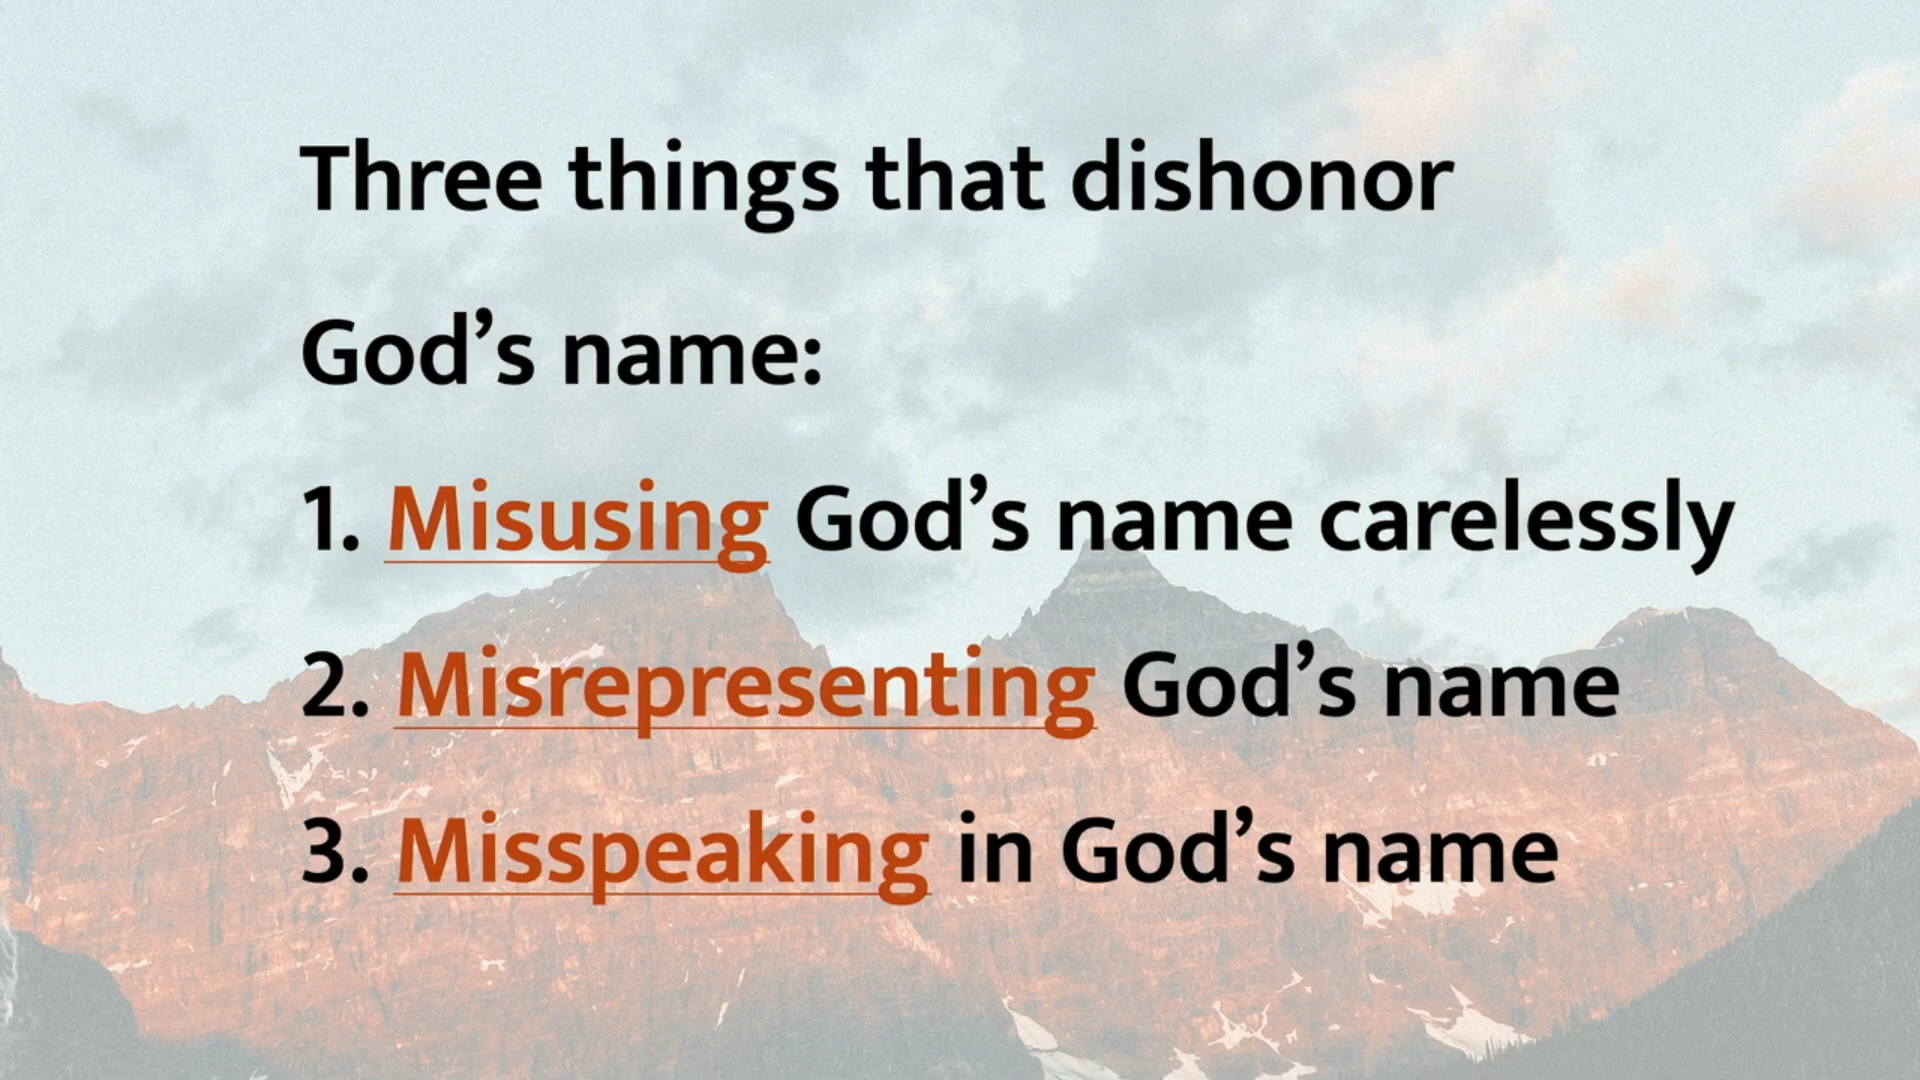 Three things that dishonor
God’s name:
1. Misusing God’s name carelessly
2. Misrepresenting God’s name
3. Misspeaking in God’s name